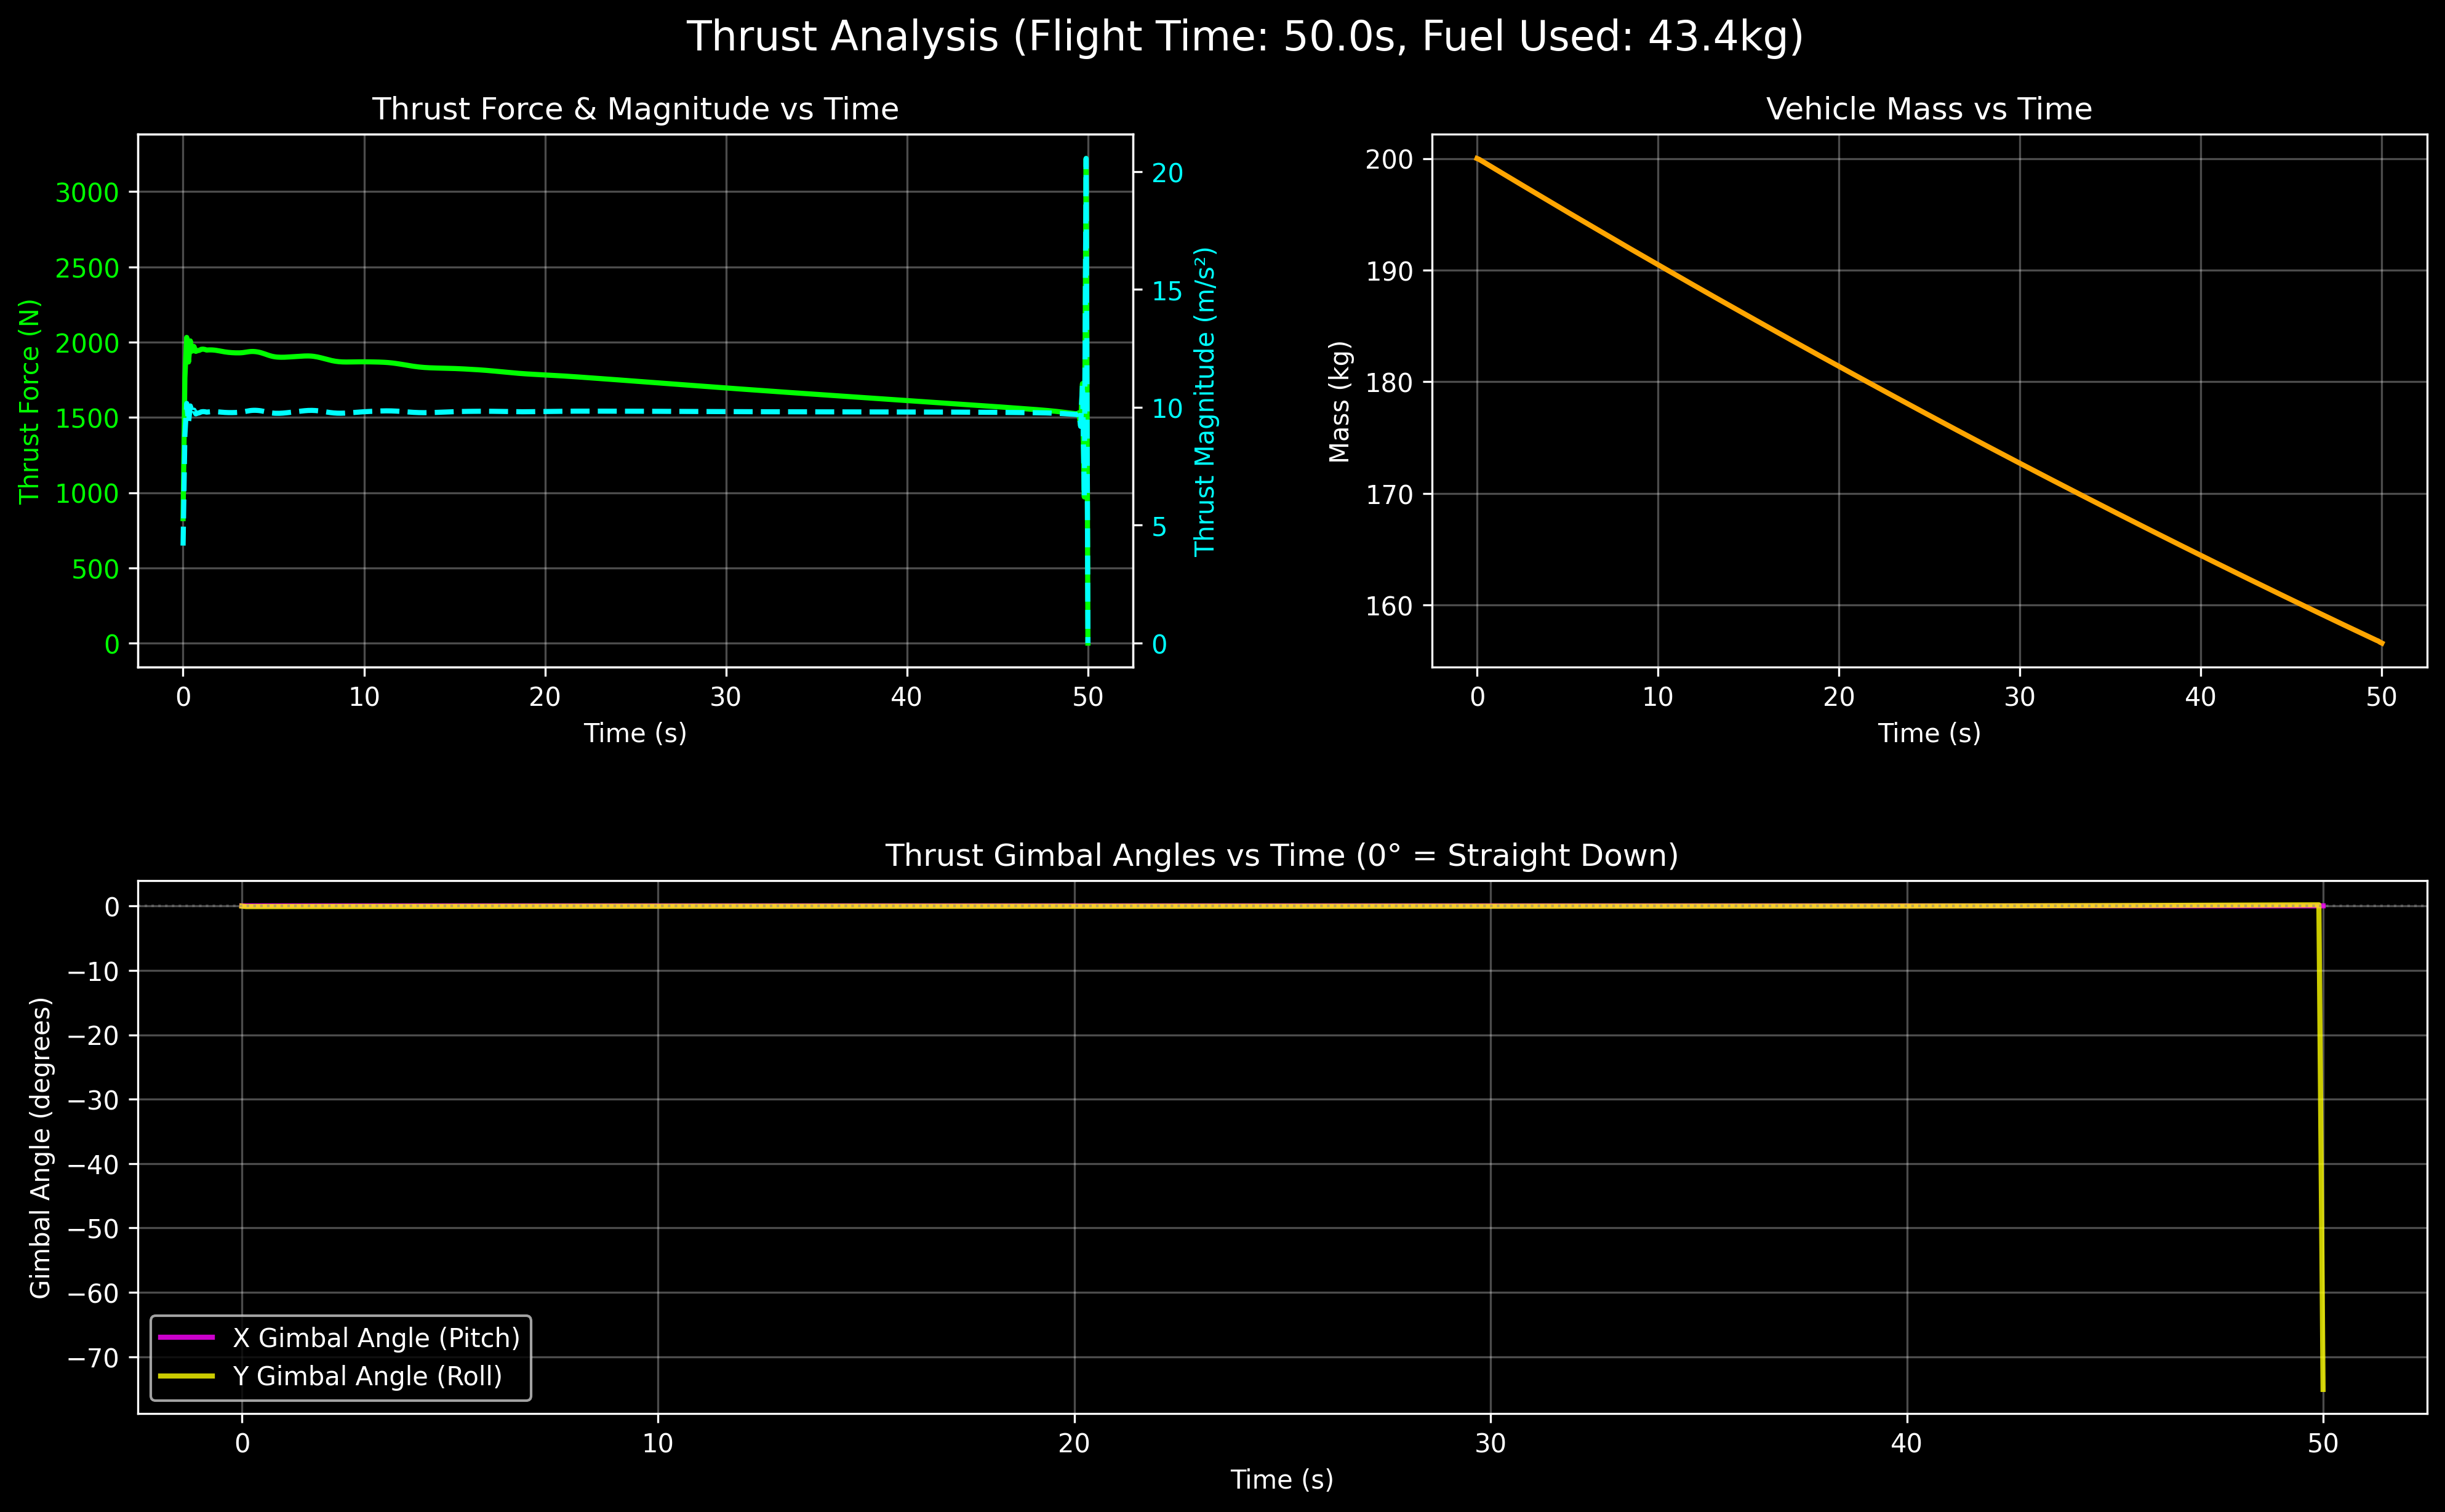 Thrust Analysis (Flight Time: 50.0s, Fuel Used: 43.4kg)
Thrust Force & Magnitude vs Time
Thrust Force (N)
3000
2500
2000
1500
1000
500
0
20
15
10
5
0
Thrust Magnitude (m/s²)
0 10 20 30 40 50
Time (s)
Vehicle Mass vs Time
Mass (kg)
200
190
180
170
160
0 10 20 30 40 50
Time (s)
Thrust Gimbal Angles vs Time (0° = Straight Down)
Gimbal Angle (degrees)
0
−10
−20
−30
−40
−50
−60
−70
X Gimbal Angle (Pitch)
Y Gimbal Angle (Roll)
0 10 20 30 40 50
Time (s)